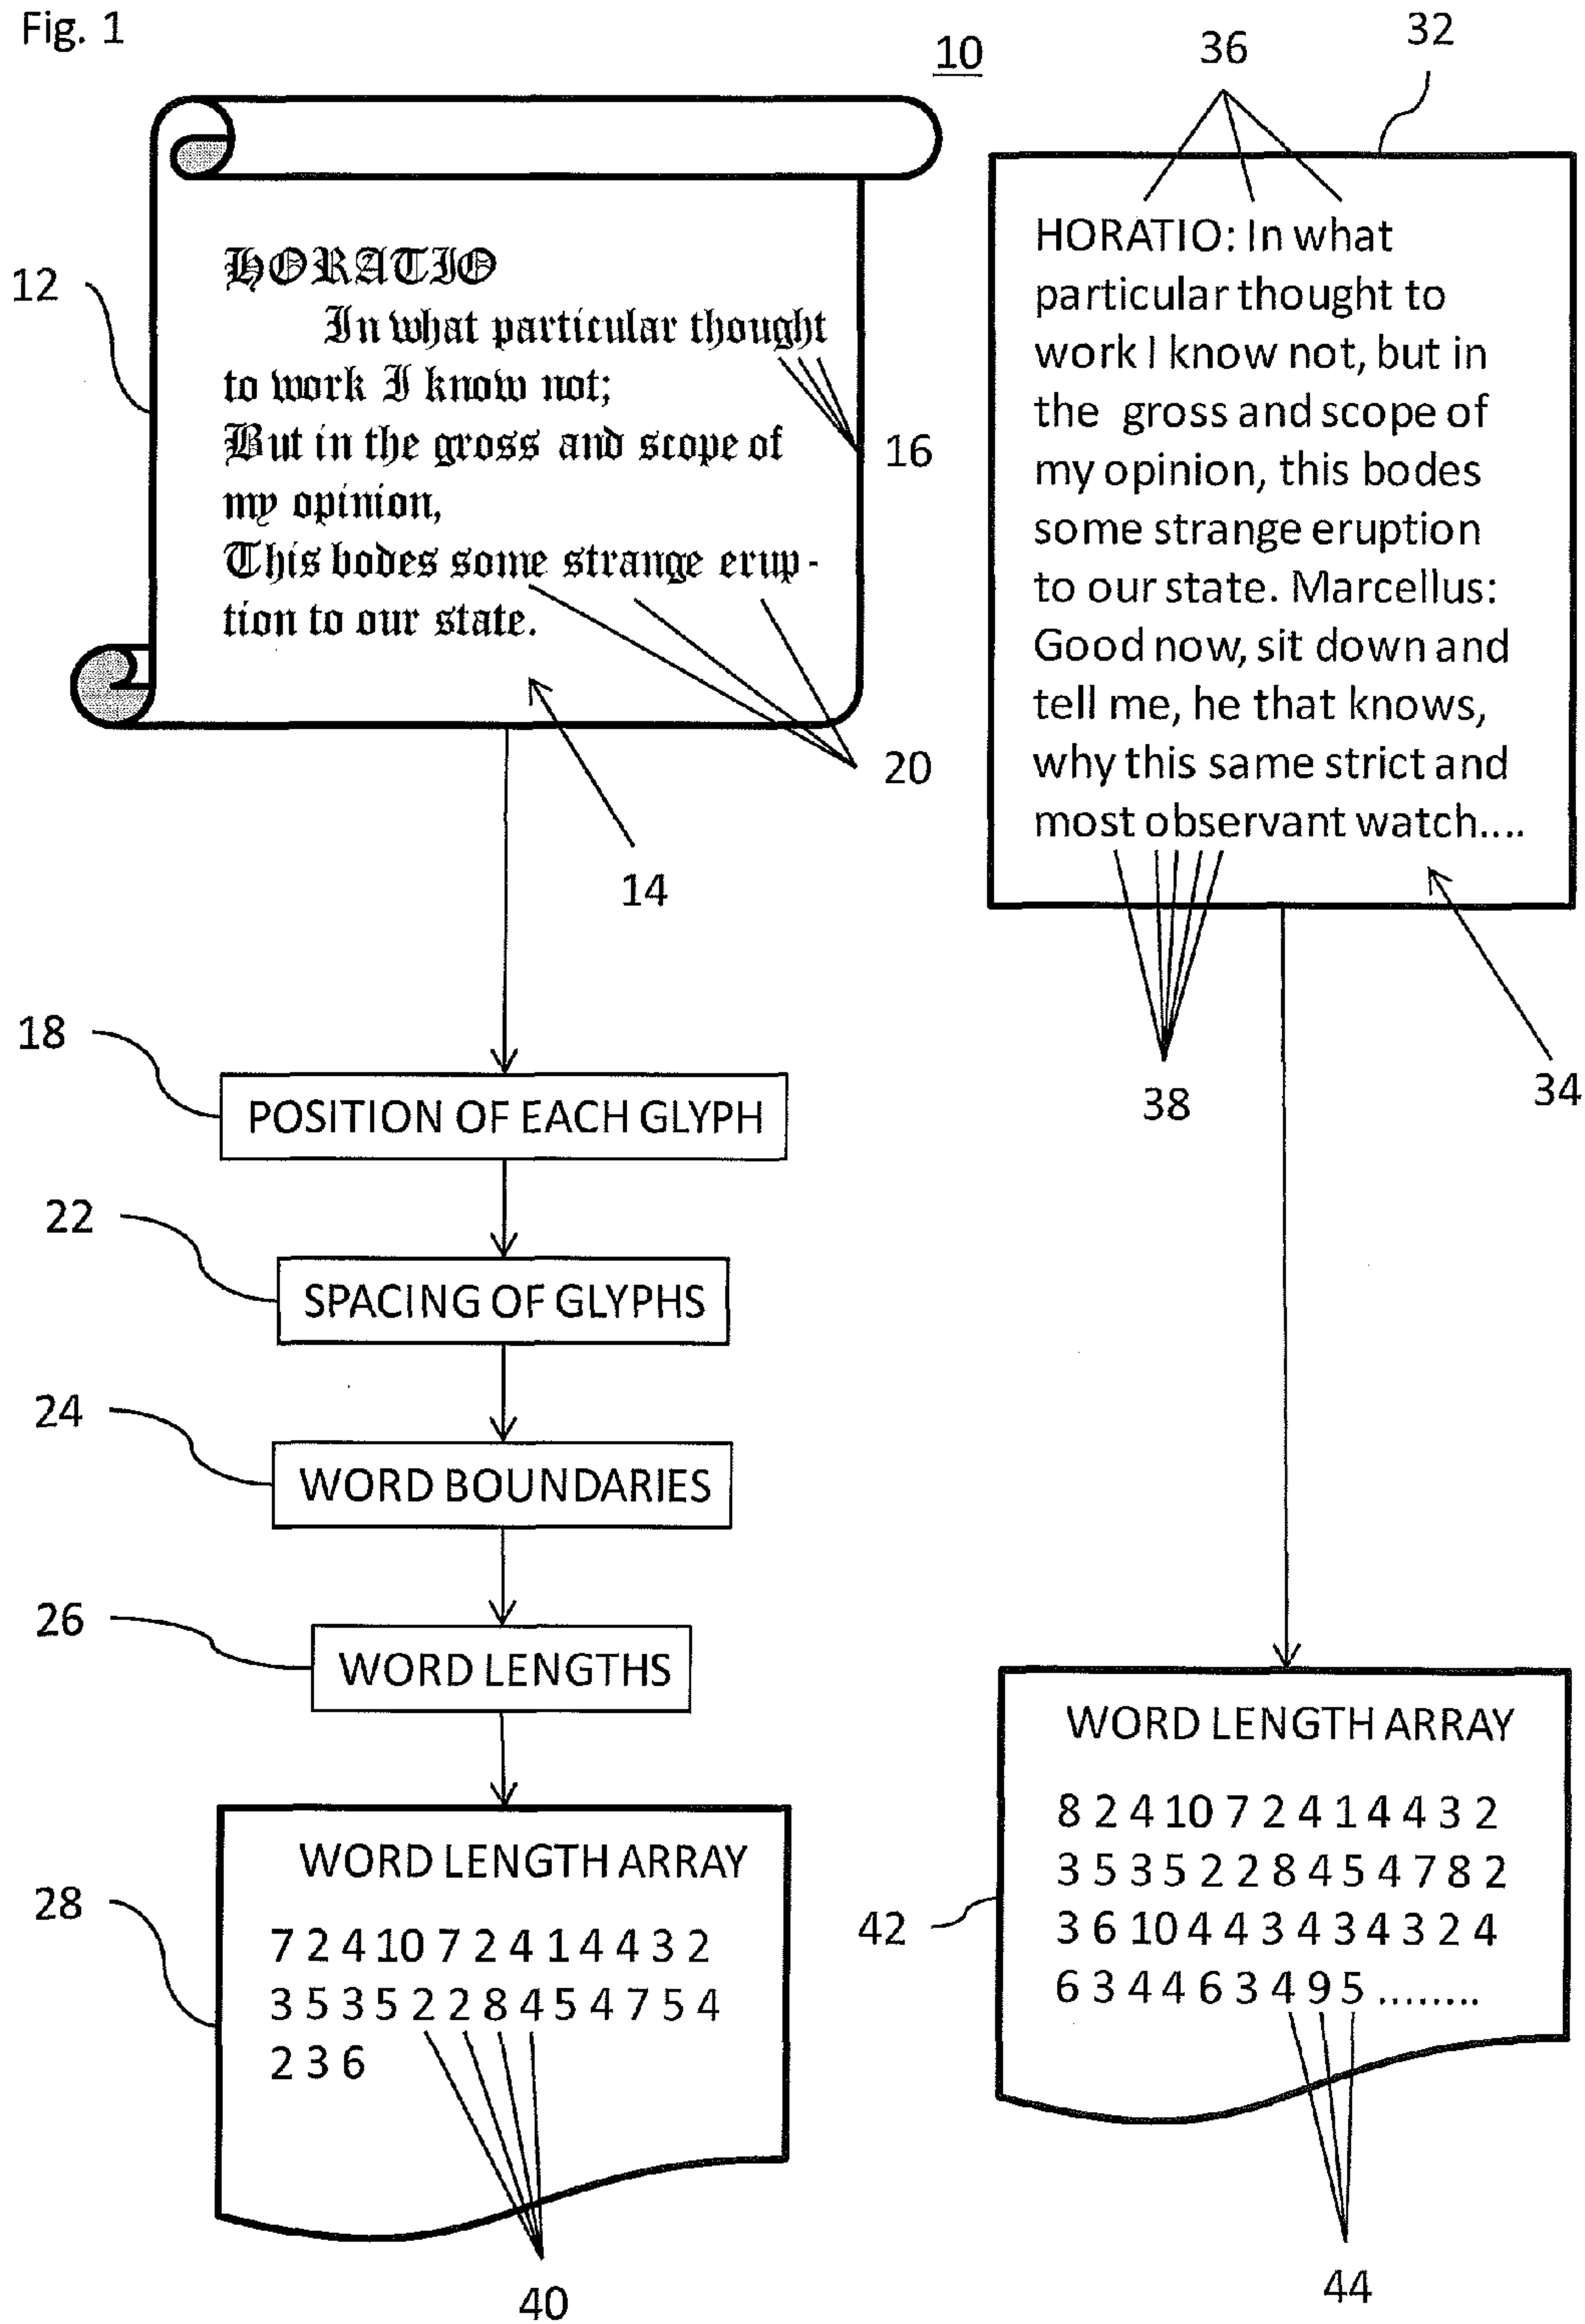 Fig. 1
10
HORATIO
In what particular thought
to work I know not;
But in the gross and scope of
my opinion,
This bodes some strange erup -
tion to our state.
12
16
20
14
36
32
HORATIO: In what
particular thought to
work I know not, but in
the gross and scope of
my opinion, this bodes
some strange eruption
to our state. Marcellus:
Good now, sit down and
tell me, he that knows,
why this same strict and
most observant watch....
38
34
18
POSITION OF EACH GLYPH
22
SPACING OF GLYPHS
24
WORD BOUNDARIES
26
WORD LENGTHS
28
WORD LENGTH ARRAY
7 2 4 10 7 2 4 1 4 4 3 2
3 5 3 5 2 2 8 4 5 4 7 5 4
2 3 6
40
WORD LENGTH ARRAY
8 2 4 10 7 2 4 1 4 4 3 2
3 5 3 5 2 2 8 4 5 4 7 8 2
3 6 10 4 4 3 4 3 4 3 2 4
6 3 4 4 6 3 4 9 5 ........
42
44